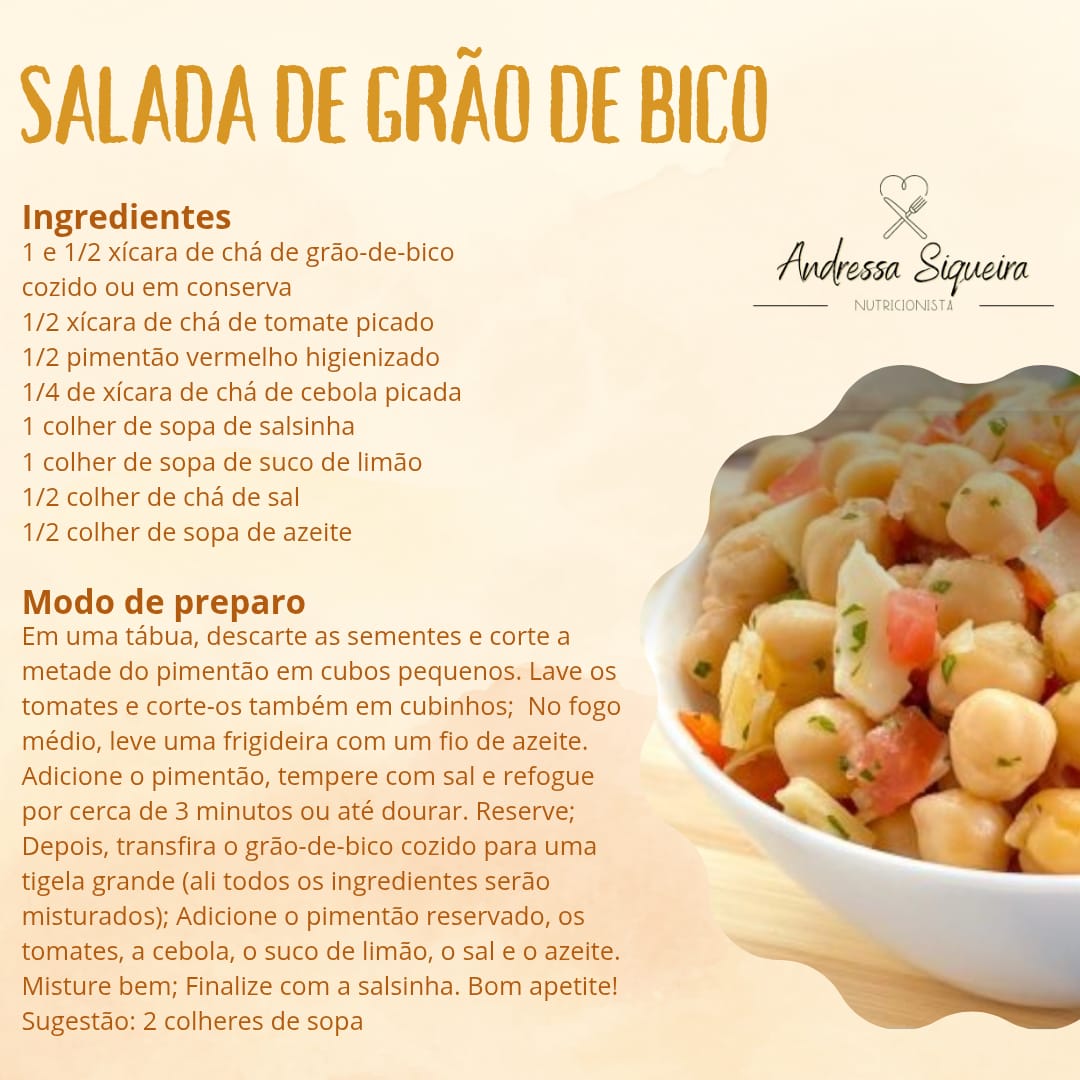 SALADA DE GRÃO DE BICO
Andressa Siqueira
NUTRICIONISTA
Ingredientes
1 e 1/2 xícara de chá de grão-de-bico
cozido ou em conserva
1/2 xícara de chá de tomate picado
1/2 pimentão vermelho higienizado
1/4 de xícara de chá de cebola picada
1 colher de sopa de salsinha
1 colher de sopa de suco de limão
1/2 colher de chá de sal
1/2 colher de sopa de azeite
Modo de preparo
Em uma tábua, descarte as sementes e corte a
metade do pimentão em cubos pequenos. Lave os
tomates e corte-os também em cubinhos;  No fogo
médio, leve uma frigideira com um fio de azeite.
Adicione o pimentão, tempere com sal e refogue
por cerca de 3 minutos ou até dourar. Reserve;
Depois, transfira o grão-de-bico cozido para uma
tigela grande (ali todos os ingredientes serão
misturados); Adicione o pimentão reservado, os
tomates, a cebola, o suco de limão, o sal e o azeite.
Misture bem; Finalize com a salsinha. Bom apetite!
Sugestão: 2 colheres de sopa